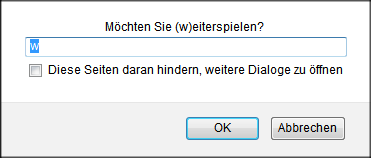 Möchten Sie (w)eiterspielen?
w
Diese Seiten daran hindern, weitere Dialoge zu öffnen
OK Abbrechen